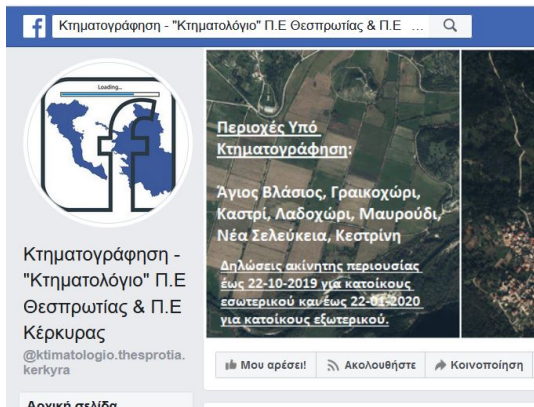 Κτηματογράφηση - "Κτηματολόγιο" Π.Ε Θεσπρωτίας & Π.Ε ...
Loading...
Περιοχές Υπό
Κτηματογράφηση:
Άγιος Βλάσιος, Γραικοχώρι,
Καστρί, Λαδοχώρι, Μαυρούδι,
Νέα Σελεύκεια, Κεστρίνη
Δηλώσεις ακίνητης περιουσίας
έως 22-10-2019 για κατοίκους
εσωτερικού και έως 22-01-2020
για κατοίκους εξωτερικού.
Κτηματογράφηση -
"Κτηματολόγιο" Π.Ε
Θεσπρωτίας & Π.Ε
Κέρκυρας
@ktimatologio.thesprotia.
kerkyra
Μου αρέσει! Ακολουθήστε Κοινοποίηση
Αρχική σελίδα